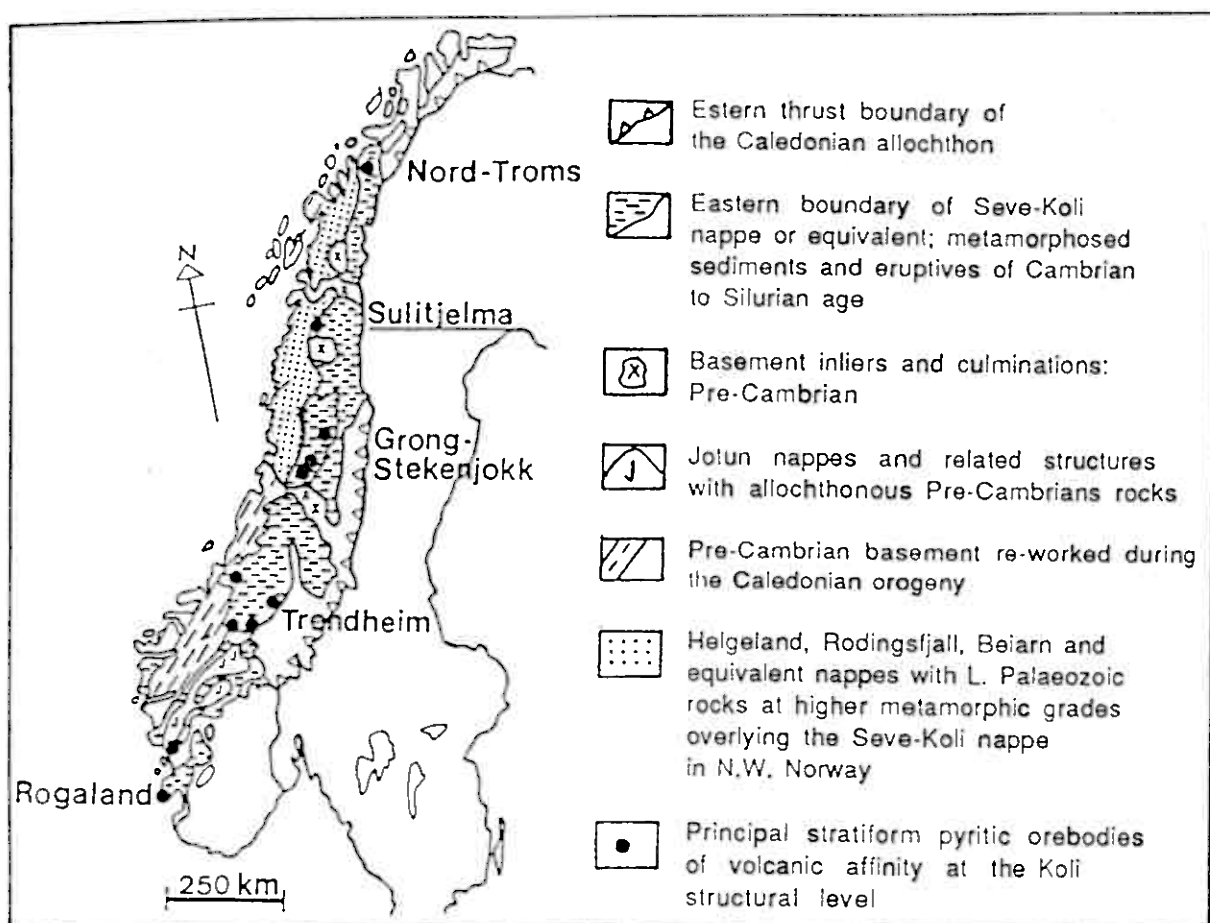 Nord-Troms
Sulitjelma
Grong-
Stekenjokk
Trendheim
Rogaland
N
x
x
x
J J
J
250 km
Estern thrust boundary of
the Caledonian allochthon
Eastern boundary of Seve-Koli
nappe or equivalent; metamorphosed
sediments and eruptives of Cambrian
to Silurian age
X
Basement inliers and culminations:
Pre-Cambrian
J
Jotun nappes and related structures
with allochthonous Pre-Cambrians rocks
Pre-Cambrian basement re-worked during
the Caledonian orogeny
Helgeland, Rodingsfjall, Beiarn and
equivalent nappes with L. Palaeozoic
rocks at higher metamorphic grades
overlying the Seve-Koli nappe
in N.W. Norway
Principal stratiform pyritic orebodies
of volcanic affinity at the Koli
structural level